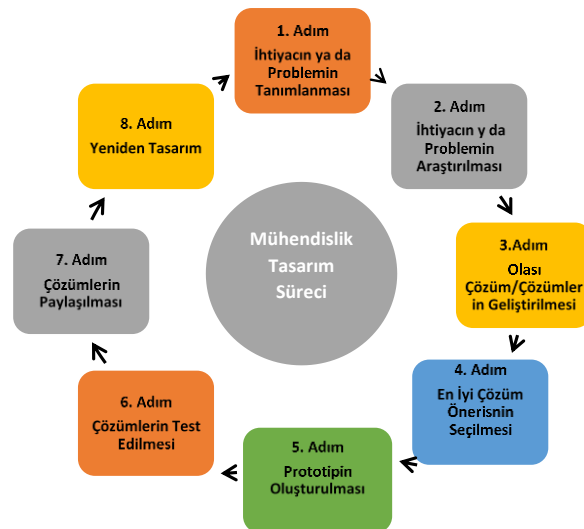 1. Adım
İhtiyacın ya da
Problemin
Tanımlanması
2. Adım
İhtiyacın y da
Problemin
Araştırılması
3.Adım
Olası
Çözüm/Çözümler
in Geliştirilmesi
4. Adım
En İyi Çözüm
Önerisnin
Seçilmesi
5. Adım
Prototipin
Oluşturulması
6. Adım
Çözümlerin Test
Edilmesi
7. Adım
Çözümlerin
Paylaşılması
8. Adım
Yeniden Tasarım
Mühendislik
Tasarım
Süreci